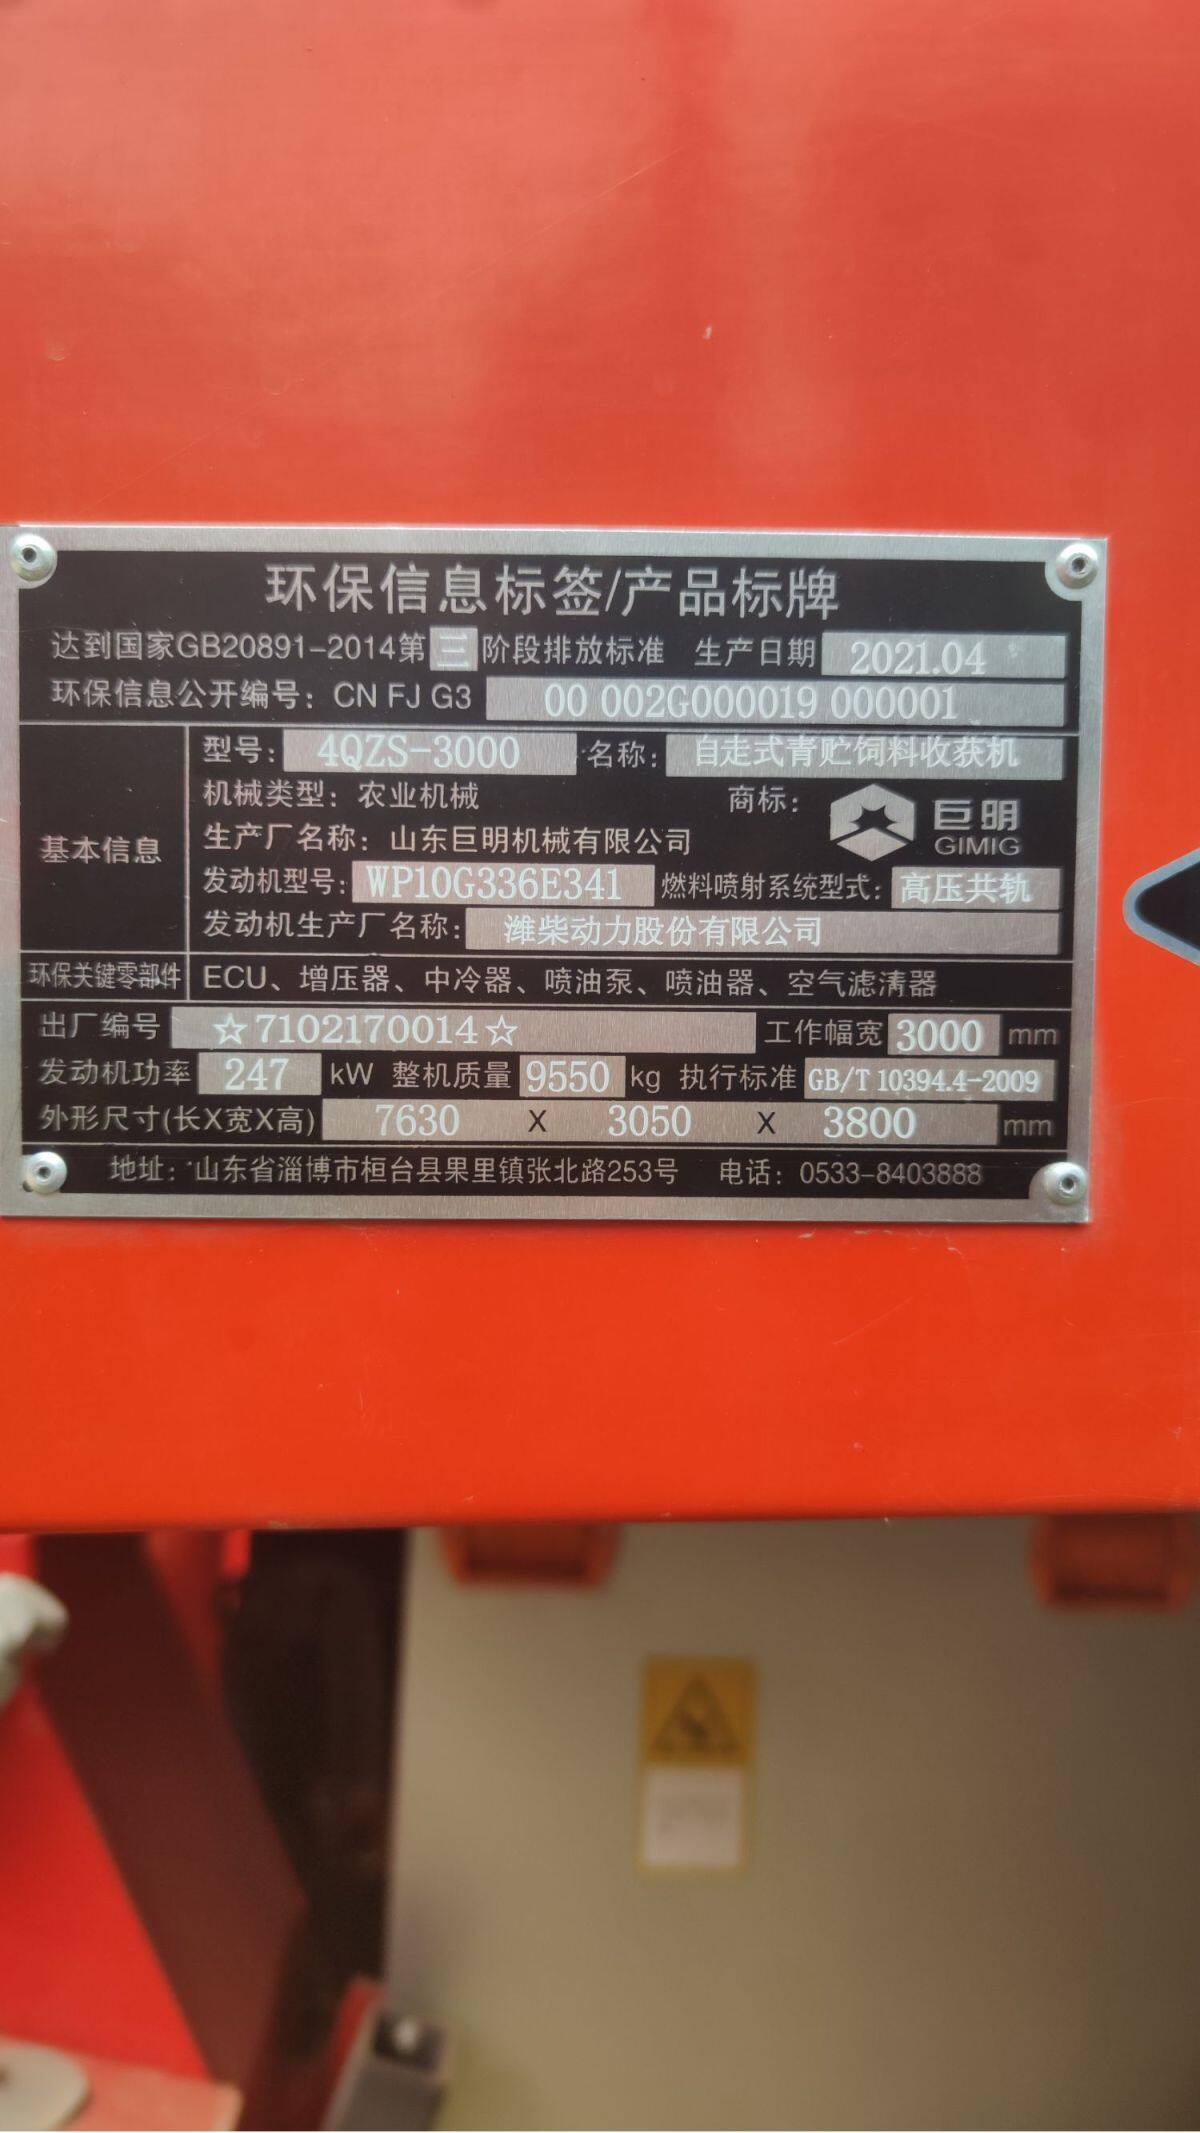 环保信息标签/产品标牌
达到国家GB20891-2014第三阶段排放标准 生产日期 2021.04
环保信息公开编号：CN FJ G3 00 002G000019 000001
型号：4QZS-3000 名称：自走式青贮饲料收获机
机械类型：农业机械 商标：巨明
GIMIG
基本信息
生产厂名称：山东巨明机械有限公司
发动机型号：WP10G336E341 燃料喷射系统型式：高压共轨
发动机生产厂名称：潍柴动力股份有限公司
环保关键零部件 ECU、增压器、中冷器、喷油泵、喷油器、空气滤清器
出厂编号 ☆7102170014☆ 工作幅宽 3000 mm
发动机功率 247 kW 整机质量 9550 kg 执行标准 GB/T 10394.4-2009
外形尺寸(长X宽X高) 7630 X 3050 X 3800 mm
地址：山东省淄博市桓台县果里镇张北路253号 电话：0533-8403888